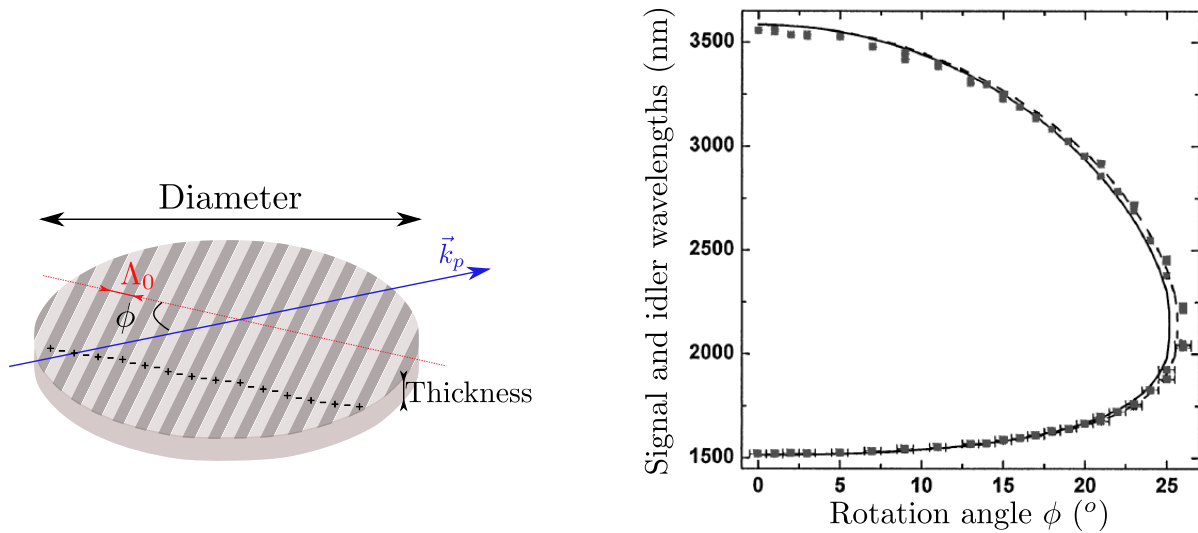 Diameter
Λ₀
ϕ
k⃗ₚ
Thickness
Signal and idler wavelengths (nm)
3500
3000
2500
2000
1500
0 5 10 15 20 25
Rotation angle ϕ (ᵒ)